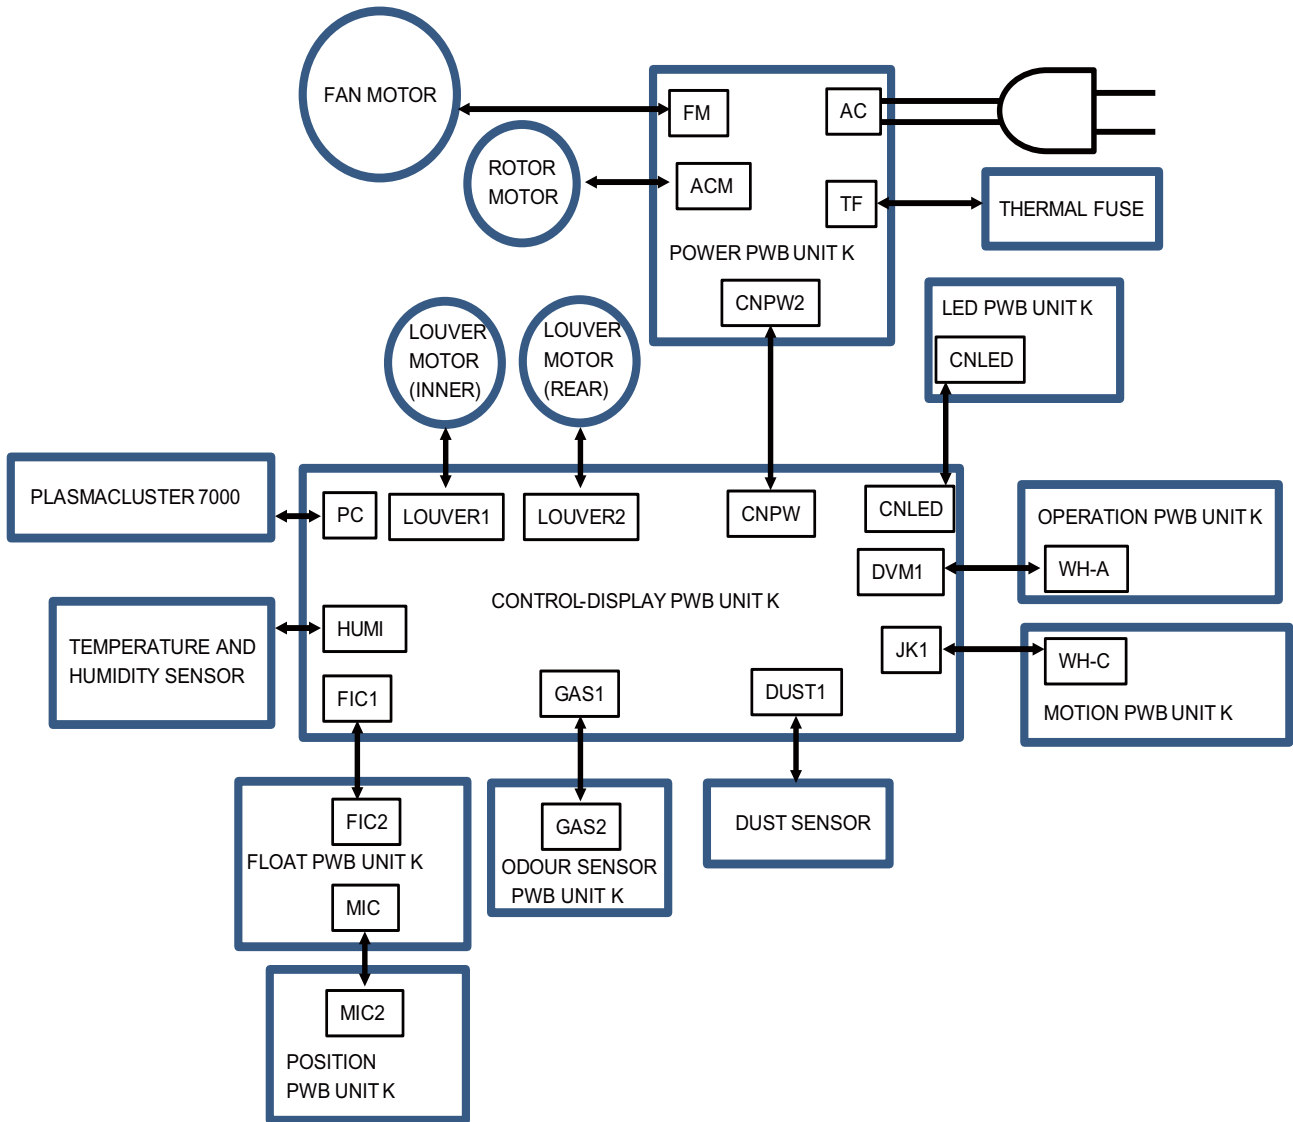 FAN MOTOR
FM
AC
ROTOR
MOTOR
ACM
TF
THERMAL FUSE
POWER PWB UNIT K
CNPW2
LED PWB UNIT K
CNLED
LOUVER
MOTOR
(INNER)
LOUVER
MOTOR
(REAR)
PLASMACLUSTER 7000
PC
LOUVER1
LOUVER2
CNPW
CNLED
OPERATION PWB UNIT K
DVM1
WH-A
CONTROL-DISPLAY PWB UNIT K
TEMPERATURE AND
HUMIDITY SENSOR
HUMI
JK1
WH-C
MOTION PWB UNIT K
FIC1
GAS1
DUST1
FIC2
FLOAT PWB UNIT K
MIC
GAS2
ODOUR SENSOR
PWB UNIT K
DUST SENSOR
MIC2
POSITION
PWB UNIT K